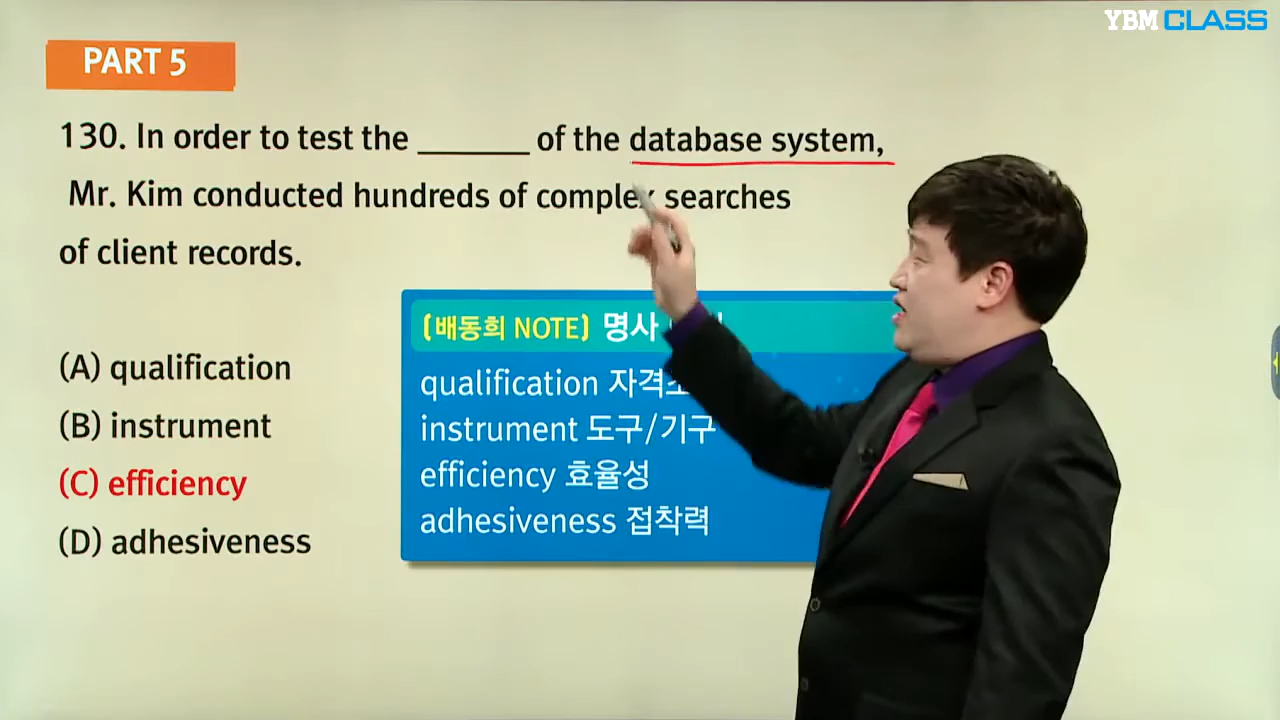 YBM CLASS
PART 5
130. In order to test the ______ of the database system,
Mr. Kim conducted hundreds of complex searches
of client records.
(A) qualification
(B) instrument
(C) efficiency
(D) adhesiveness
[배동희 NOTE] 명사
qualification 자격
instrument 도구/기구
efficiency 효율성
adhesiveness 접착력